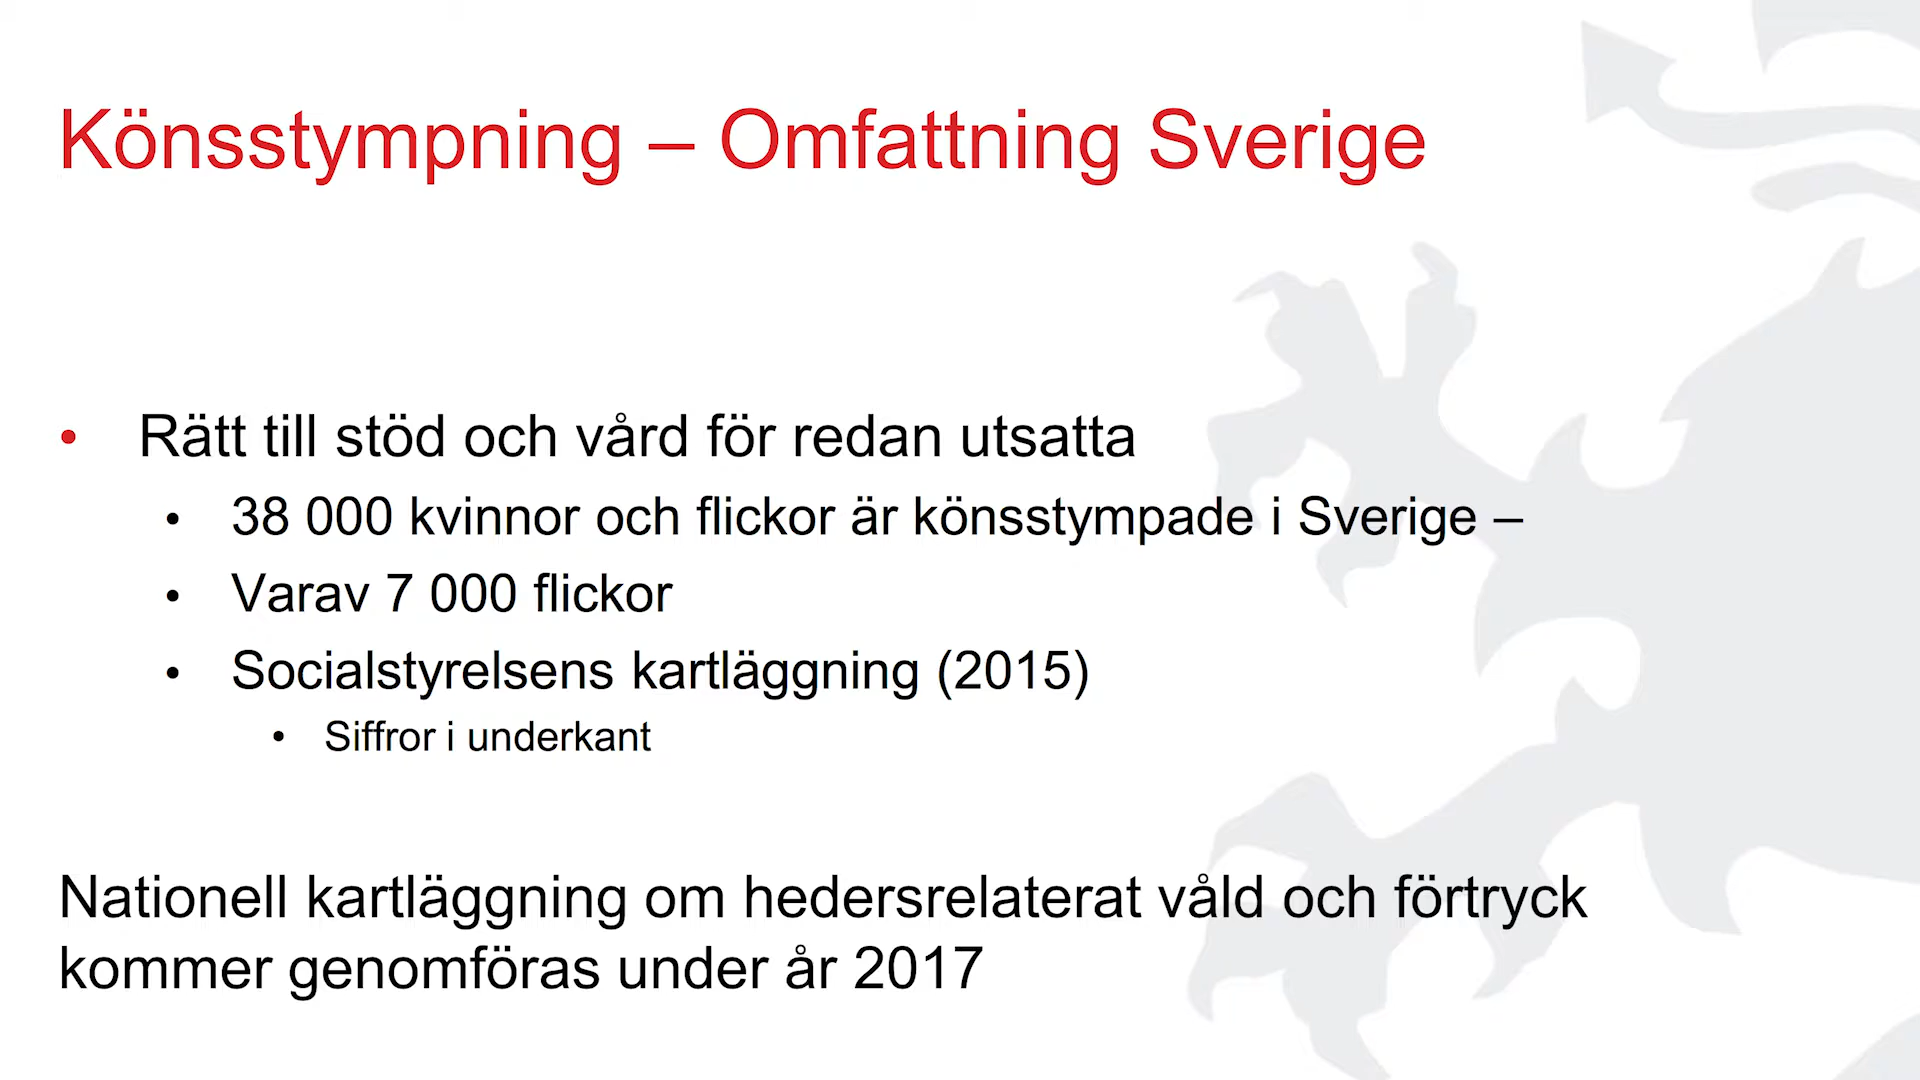 Könsstympning – Omfattning Sverige
• Rätt till stöd och vård för redan utsatta
• 38 000 kvinnor och flickor är könsstympade i Sverige –
• Varav 7 000 flickor
• Socialstyrelsens kartläggning (2015)
• Siffror i underkant
Nationell kartläggning om hedersrelaterat våld och förtryck
kommer genomföras under år 2017